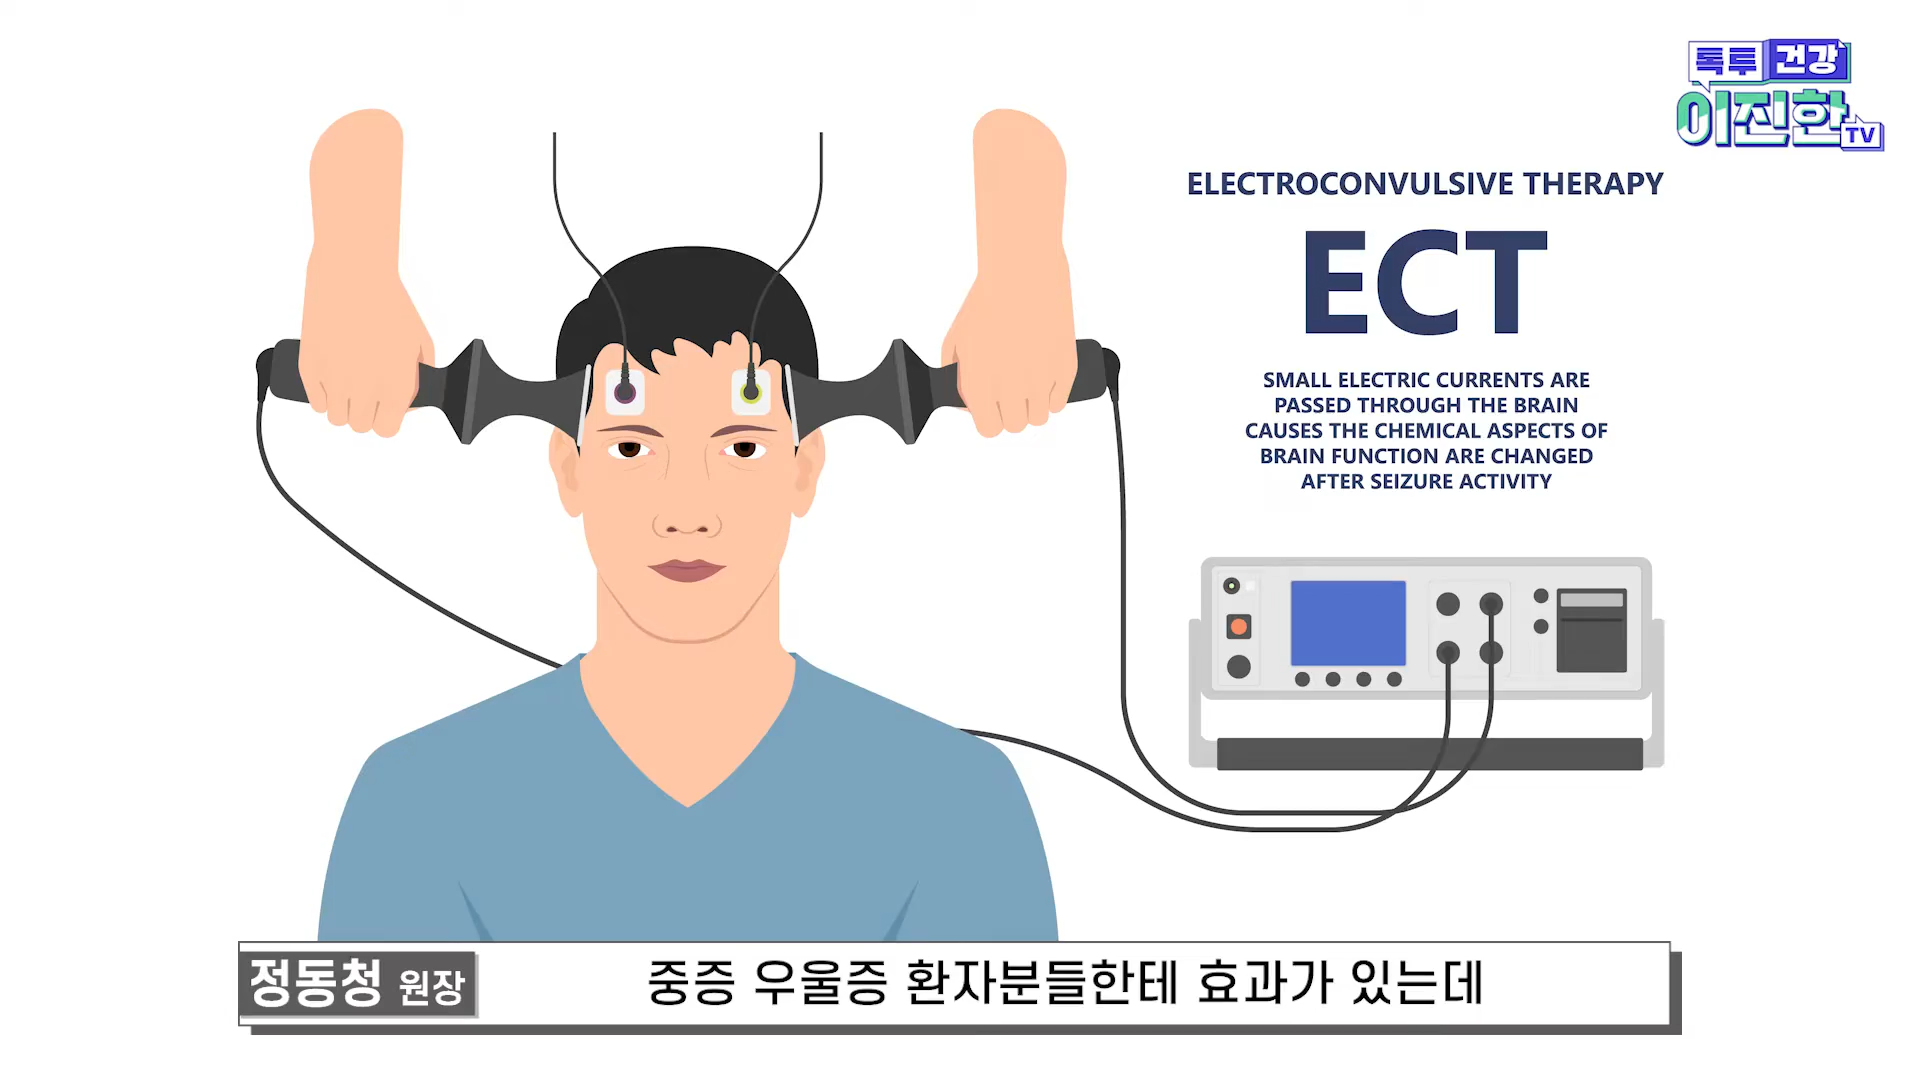 톡투 건강
이진한 TV
ELECTROCONVULSIVE THERAPY
ECT
SMALL ELECTRIC CURRENTS ARE
PASSED THROUGH THE BRAIN
CAUSES THE CHEMICAL ASPECTS OF
BRAIN FUNCTION ARE CHANGED
AFTER SEIZURE ACTIVITY
정동청 원장
중증 우울증 환자분들한테 효과가 있는데